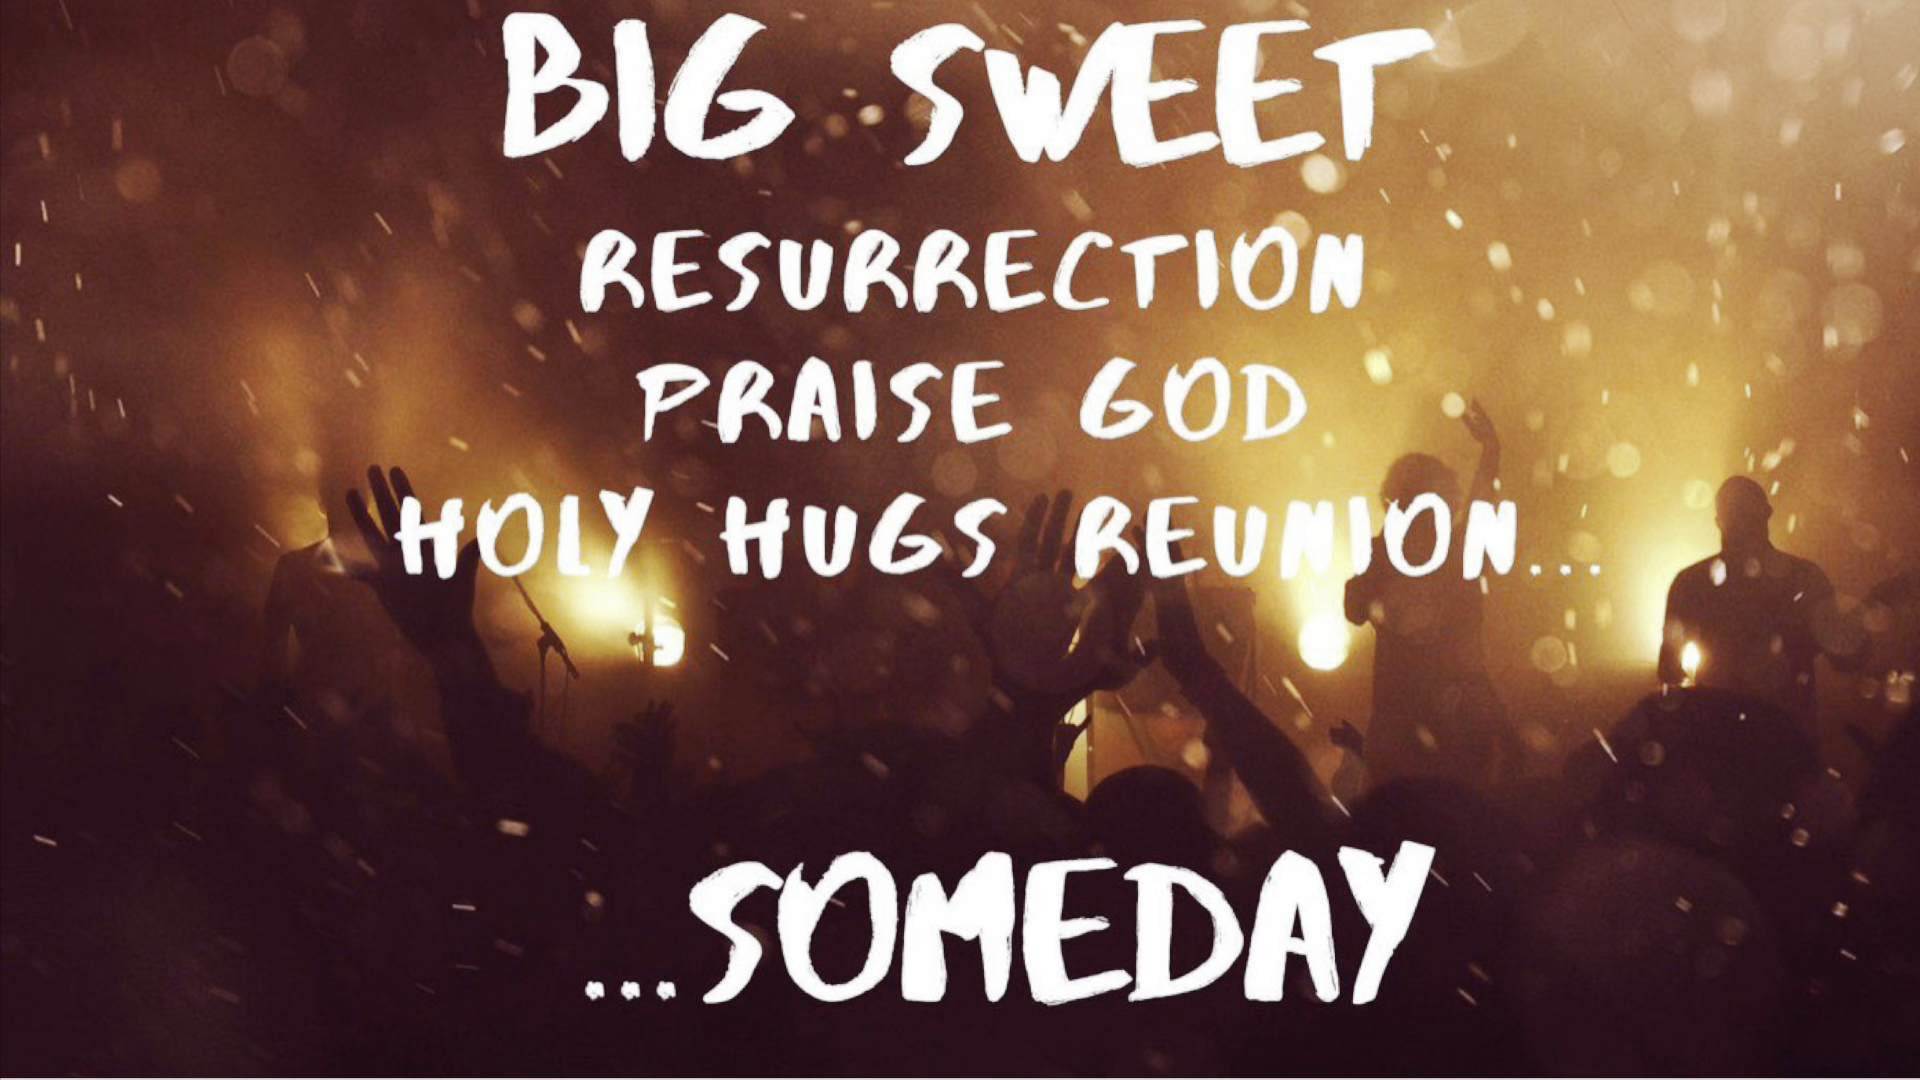 BIG SWEET
RESURRECTION
PRAISE GOD
HOLY HUGS REUNION...
...SOMEDAY